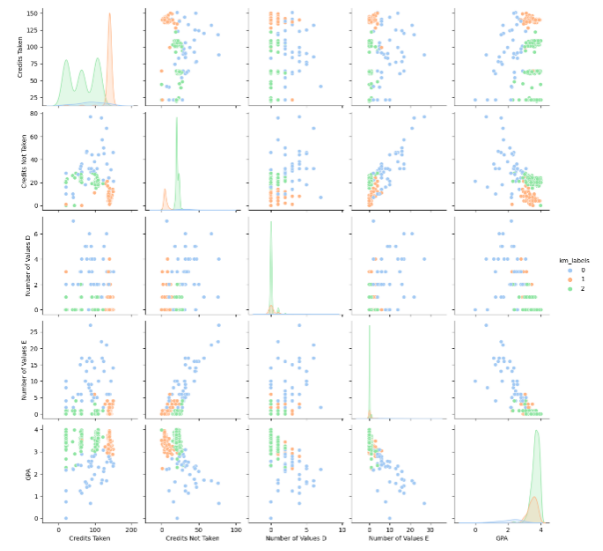 150
125
100
75
50
25
Credits Taken
80
60
40
20
0
Credits Not Taken
6
4
2
0
Number of Values D
25
20
15
10
5
0
Number of Values E
4
3
2
1
0
GPA
km_labels
0
1
2
0 100 200
Credits Taken
0 50 100
Credits Not Taken
0 5 10
Number of Values D
0 10 20 30
Number of Values E
0 2 4
GPA